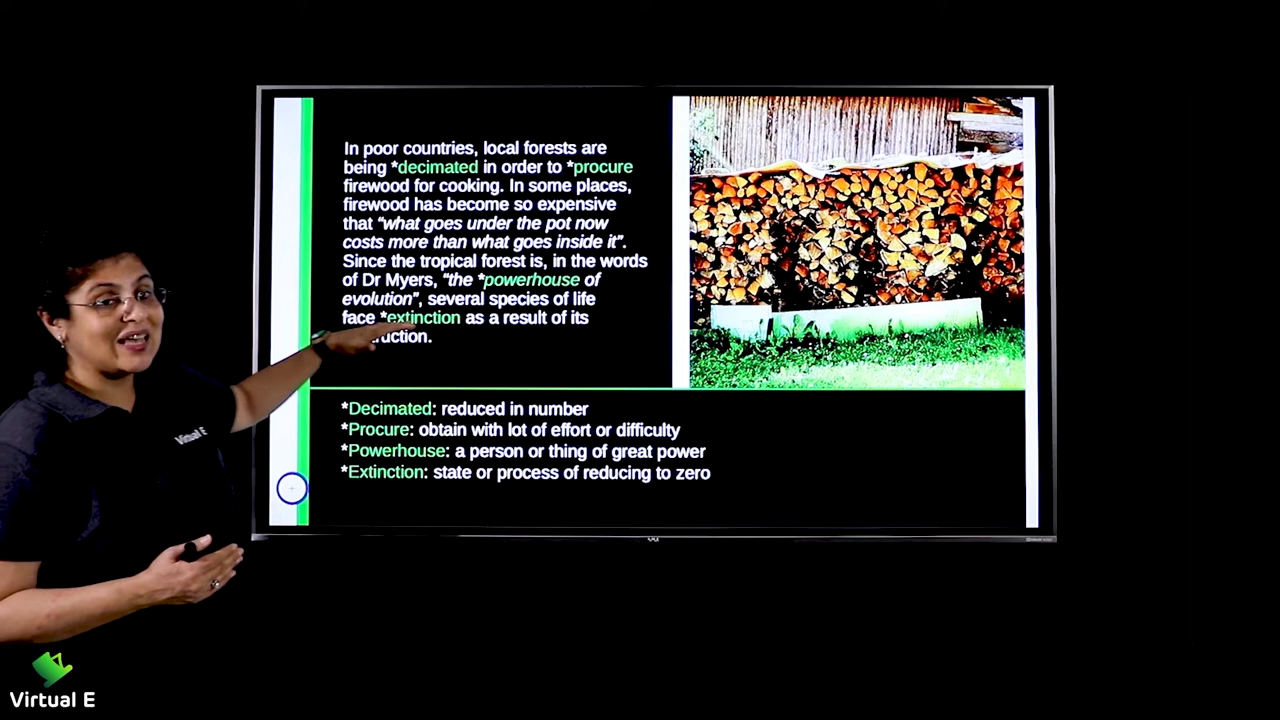 In poor countries, local forests are
being *decimated in order to *procure
firewood for cooking. In some places,
firewood has become so expensive
that “what goes under the pot now
costs more than what goes inside it”.
Since the tropical forest is, in the words
of Dr Myers, “the *powerhouse of
evolution”, several species of life
face *extinction as a result of its
*Decimated: reduced in number
*Procure: obtain with lot of effort or difficulty
*Powerhouse: a person or thing of great power
*Extinction: state or process of reducing to zero
Virtual E
Virtual E